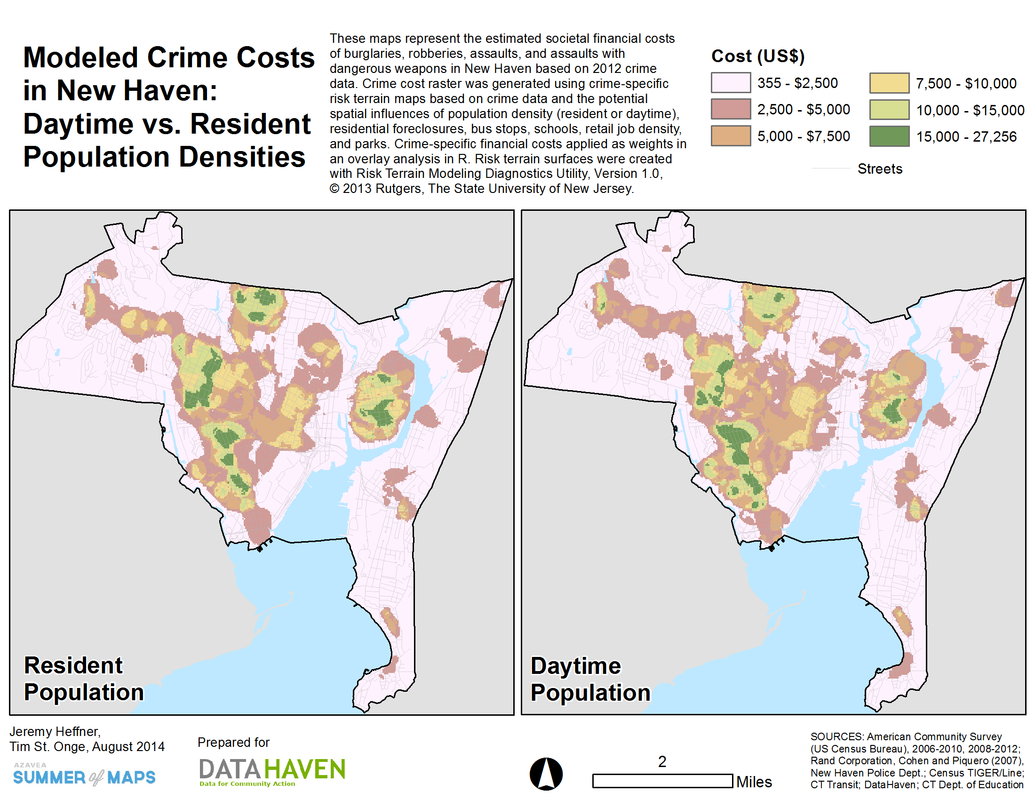 Modeled Crime Costs
in New Haven:
Daytime vs. Resident
Population Densities
These maps represent the estimated societal financial costs
of burglaries, robberies, assaults, and assaults with
dangerous weapons in New Haven based on 2012 crime
data. Crime cost raster was generated using crime-specific
risk terrain maps based on crime data and the potential
spatial influences of population density (resident or daytime),
residential foreclosures, bus stops, schools, retail job density,
and parks. Crime-specific financial costs applied as weights in
an overlay analysis in R. Risk terrain surfaces were created
with Risk Terrain Modeling Diagnostics Utility, Version 1.0,
© 2013 Rutgers, The State University of New Jersey.
Cost (US$)
355 - $2,500
2,500 - $5,000
5,000 - $7,500
7,500 - $10,000
10,000 - $15,000
15,000 - 27,256
Streets
Resident
Population
Daytime
Population
Jeremy Heffner,
Tim St. Onge, August 2014
AZAVEA
SUMMER of MAPS
Prepared for
DATAHAVEN
Data for Community Action
2
Miles
SOURCES: American Community Survey
(US Census Bureau), 2006-2010, 2008-2012;
Rand Corporation, Cohen and Piquero (2007),
New Haven Police Dept.; Census TIGER/Line;
CT Transit; DataHaven; CT Dept. of Education